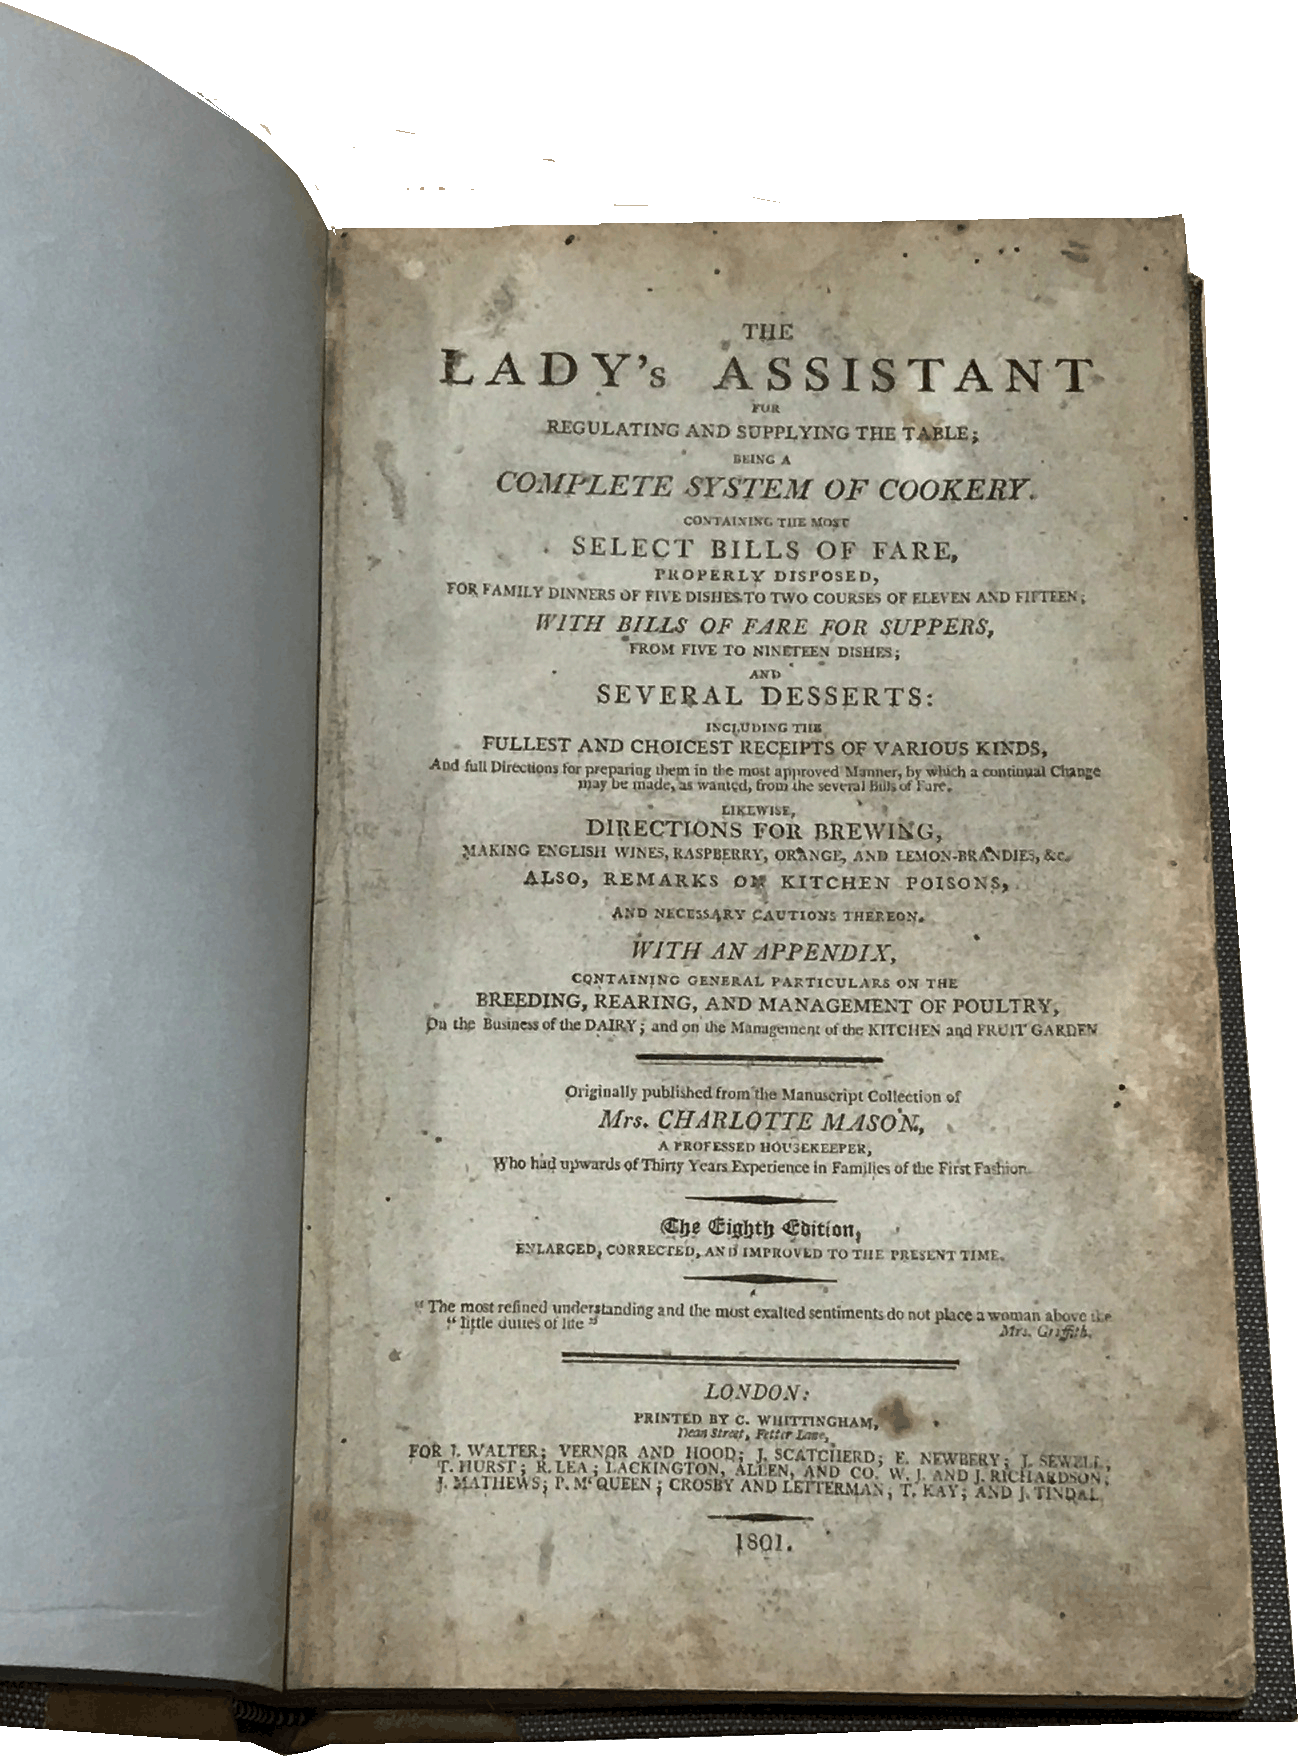 THE
LADY's ASSISTANT
FOR
REGULATING AND SUPPLYING THE TABLE;
BEING A
COMPLETE SYSTEM OF COOKERY.
CONTAINING THE MOST
SELECT BILLS OF FARE,
PROPERLY DISPOSED,
FOR FAMILY DINNERS OF FIVE DISHES TO TWO COURSES OF ELEVEN AND FIFTEEN;
WITH BILLS OF FARE FOR SUPPERS,
FROM FIVE TO NINETEEN DISHES;
AND
SEVERAL DESSERTS:
INCLUDING THE
FULLEST AND CHOICEST RECEIPTS OF VARIOUS KINDS,
And full Directions for preparing them in the most approved Manner, by which a continual Change
may be made, as wanted, from the several Bills of Fare.
LIKEWISE,
DIRECTIONS FOR BREWING,
MAKING ENGLISH WINES, RASPBERRY, ORANGE, AND LEMON-BRANDIES, &c.
ALSO, REMARKS ON KITCHEN POISONS,
AND NECESSARY CAUTIONS THEREON.
WITH AN APPENDIX,
CONTAINING GENERAL PARTICULARS ON THE
BREEDING, REARING, AND MANAGEMENT OF POULTRY,
On the Business of the DAIRY; and on the Management of the KITCHEN and FRUIT GARDEN
Originally published from the Manuscript Collection of
Mrs. CHARLOTTE MASON,
A PROFESSED HOUSEKEEPER,
Who had upwards of Thirty Years Experience in Families of the First Fashion.
The Eighth Edition,
ENLARGED, CORRECTED, AND IMPROVED TO THE PRESENT TIME.
"The most refined understanding and the most exalted sentiments do not place a woman above the
"little duties of life"
Mrs. Griffith.
LONDON:
PRINTED BY C. WHITTINGHAM,
Dean Street, Fetter Lane,
FOR J. WALTER; VERNOR AND HOOD; J. SCATCHERD; E. NEWBERY; J. SEWELL;
T. HURST; R. LEA; LACKINGTON, ALLEN, AND CO. W. J. AND J. RICHARDSON;
J. MATHEWS; P. McQUEEN; CROSBY AND LETTERMAN; T. KAY; AND J. TINDAL.
1801.